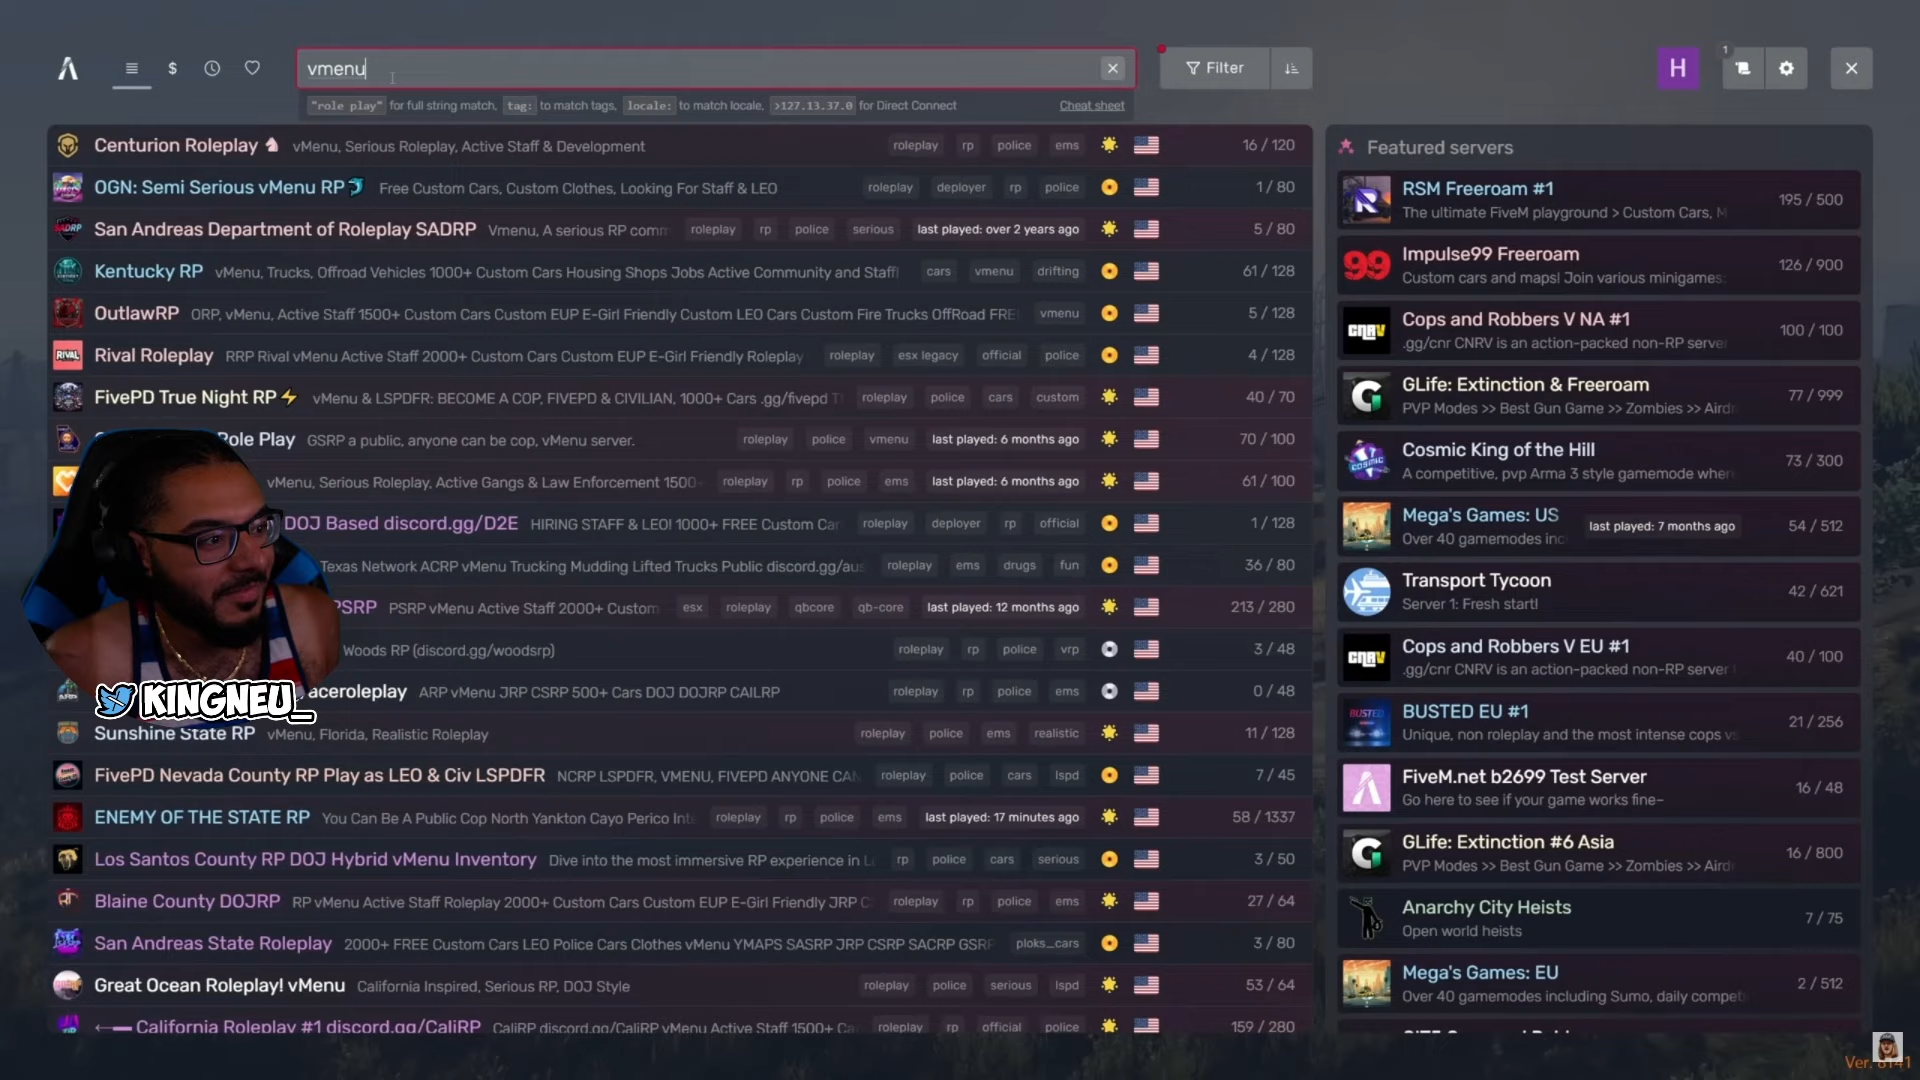 $
vmenu
Filter
H
1
"role play" for full string match, tag: to match tags, locale: to match locale, >127.13.37.0 for Direct Connect
Cheat sheet
Centurion Roleplay vMenu, Serious Roleplay, Active Staff & Development roleplay rp police ems 16 / 120
OGN: Semi Serious vMenu RP Free Custom Cars, Custom Clothes, Looking For Staff & LEO roleplay deployer rp police 1 / 80
San Andreas Department of Roleplay SADRP Vmenu, A serious RP comm roleplay rp police serious last played: over 2 years ago 5 / 80
Kentucky RP vMenu, Trucks, Offroad Vehicles 1000+ Custom Cars Housing Shops Jobs Active Community and Staff! cars vmenu drifting 61 / 128
OutlawRP ORP, vMenu, Active Staff 1500+ Custom Cars Custom EUP E-Girl Friendly Custom LEO Cars Custom Fire Trucks OffRoad FRE vmenu 5 / 128
RIVAL Rival Roleplay RRP Rival vMenu Active Staff 2000+ Custom Cars Custom EUP E-Girl Friendly Roleplay roleplay esx legacy official police 4 / 128
FivePD True Night RP vMenu & LSPDFR: BECOME A COP, FIVEPD & CIVILIAN, 1000+ Cars .gg/fivepd roleplay police cars custom 40 / 70
Role Play GSRP a public, anyone can be cop, vMenu server. roleplay police vmenu last played: 6 months ago 70 / 100
vMenu, Serious Roleplay, Active Gangs & Law Enforcement 1500- roleplay rp police ems last played: 6 months ago 61 / 100
DOJ Based discord.gg/D2E HIRING STAFF & LEO! 1000+ FREE Custom Car roleplay deployer rp official 1 / 128
Texas Network ACRP vMenu Trucking Mudding Lifted Trucks Public discord.gg/aus roleplay ems drugs fun 36 / 80
PSRP PSRP vMenu Active Staff 2000+ Custom esx roleplay qbcore qb-core last played: 12 months ago 213 / 280
Woods RP (discord.gg/woodsrp) roleplay rp police vrp 3 / 48
aceroleplay ARP vMenu JRP CSRP 500+ Cars DOJ DOJRP CAILRP roleplay rp police ems 0 / 48
KINGNEU_
Sunshine State RP vMenu, Florida, Realistic Roleplay roleplay police ems realistic 11 / 128
FivePD Nevada County RP Play as LEO & Civ LSPDFR NCRP LSPDFR, VMENU, FIVEPD ANYONE CAN roleplay police cars lspd 7 / 45
ENEMY OF THE STATE RP You Can Be A Public Cop North Yankton Cayo Perico Int roleplay rp police ems last played: 17 minutes ago 58 / 1337
Los Santos County RP DOJ Hybrid vMenu Inventory Dive into the most immersive RP experience in L rp police cars serious 3 / 50
Blaine County DOJRP RP vMenu Active Staff Roleplay 2000+ Custom Cars Custom EUP E-Girl Friendly JRP C roleplay rp police ems 27 / 64
San Andreas State Roleplay 2000+ FREE Custom Cars LEO Police Cars Clothes vMenu YMAPS SASRP JRP CSRP SACRP GSRP ploks_cars 3 / 80
Great Ocean Roleplay! vMenu California Inspired, Serious RP, DOJ Style roleplay police serious lspd 53 / 64
California Roleplay #1 discord.gg/CaliRP CaliRP discord.gg/CaliRP vMenu Active Staff 1500+ Ca roleplay rp official police 159 / 280
Featured servers
RSM Freeroam #1
The ultimate FiveM playground > Custom Cars, M
195 / 500
99
Impulse99 Freeroam
Custom cars and maps! Join various minigames:
126 / 900
CNRV
Cops and Robbers V NA #1
.gg/cnr CNRV is an action-packed non-RP server
100 / 100
GLife: Extinction & Freeroam
PVP Modes >> Best Gun Game >> Zombies >> Airdr
77 / 999
COSMIC
Cosmic King of the Hill
A competitive, pvp Arma 3 style gamemode wher
73 / 300
Mega's Games: US
Over 40 gamemodes inc
last played: 7 months ago
54 / 512
Transport Tycoon
Server 1: Fresh start!
42 / 621
CNRV
Cops and Robbers V EU #1
.gg/cnr CNRV is an action-packed non-RP server
40 / 100
BUSTED
BUSTED EU #1
Unique, non roleplay and the most intense cops vs
21 / 256
FiveM.net b2699 Test Server
Go here to see if your game works fine~
16 / 48
GLife: Extinction #6 Asia
PVP Modes >> Best Gun Game >> Zombies >> Airdr
16 / 800
Anarchy City Heists
Open world heists
7 / 75
Mega's Games: EU
Over 40 gamemodes including Sumo, daily compet
2 / 512
Ver.